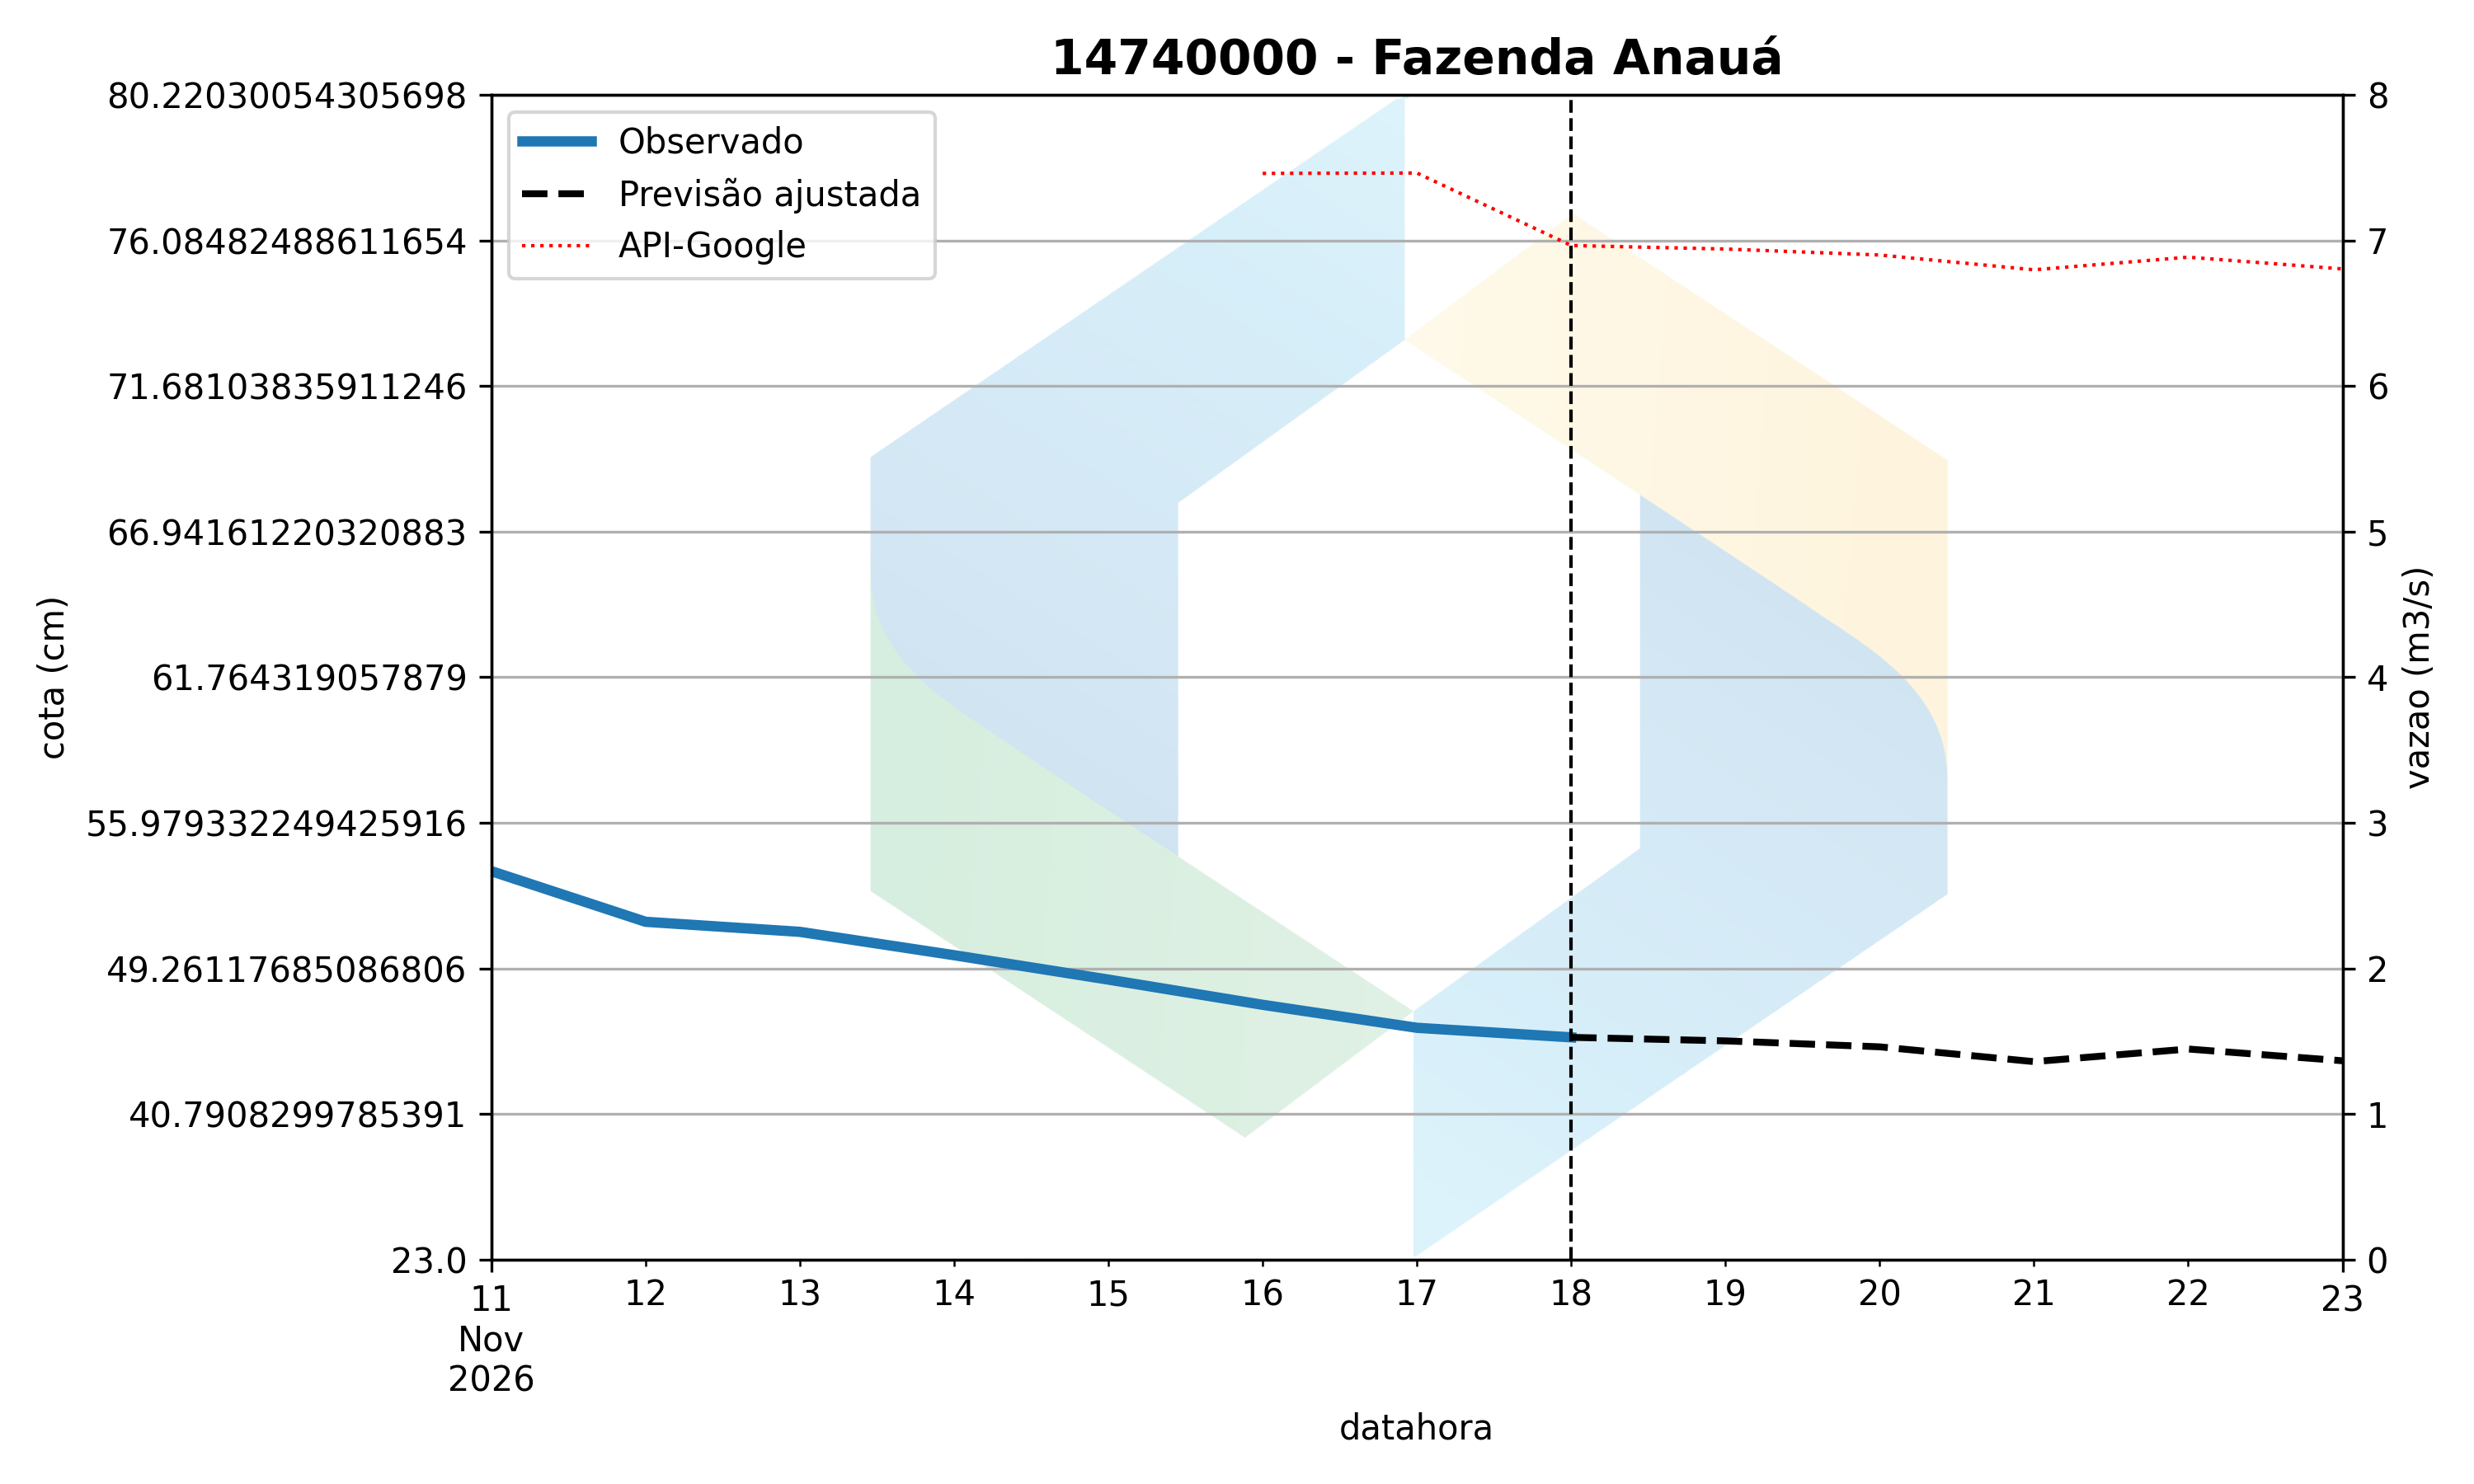 14740000 - Fazenda Anauá
80.22030054305698
76.08482488611654
71.68103835911246
66.94161220320883
61.764319057879
55.979332249425916
49.26117685086806
40.7908299785391
23.0
cota (cm)
Observado
Previsão ajustada
API-Google
8
7
6
5
4
3
2
1
0
vazao (m3/s)
11 12 13 14 15 16 17 18 19 20 21 22 23
Nov
2026
datahora